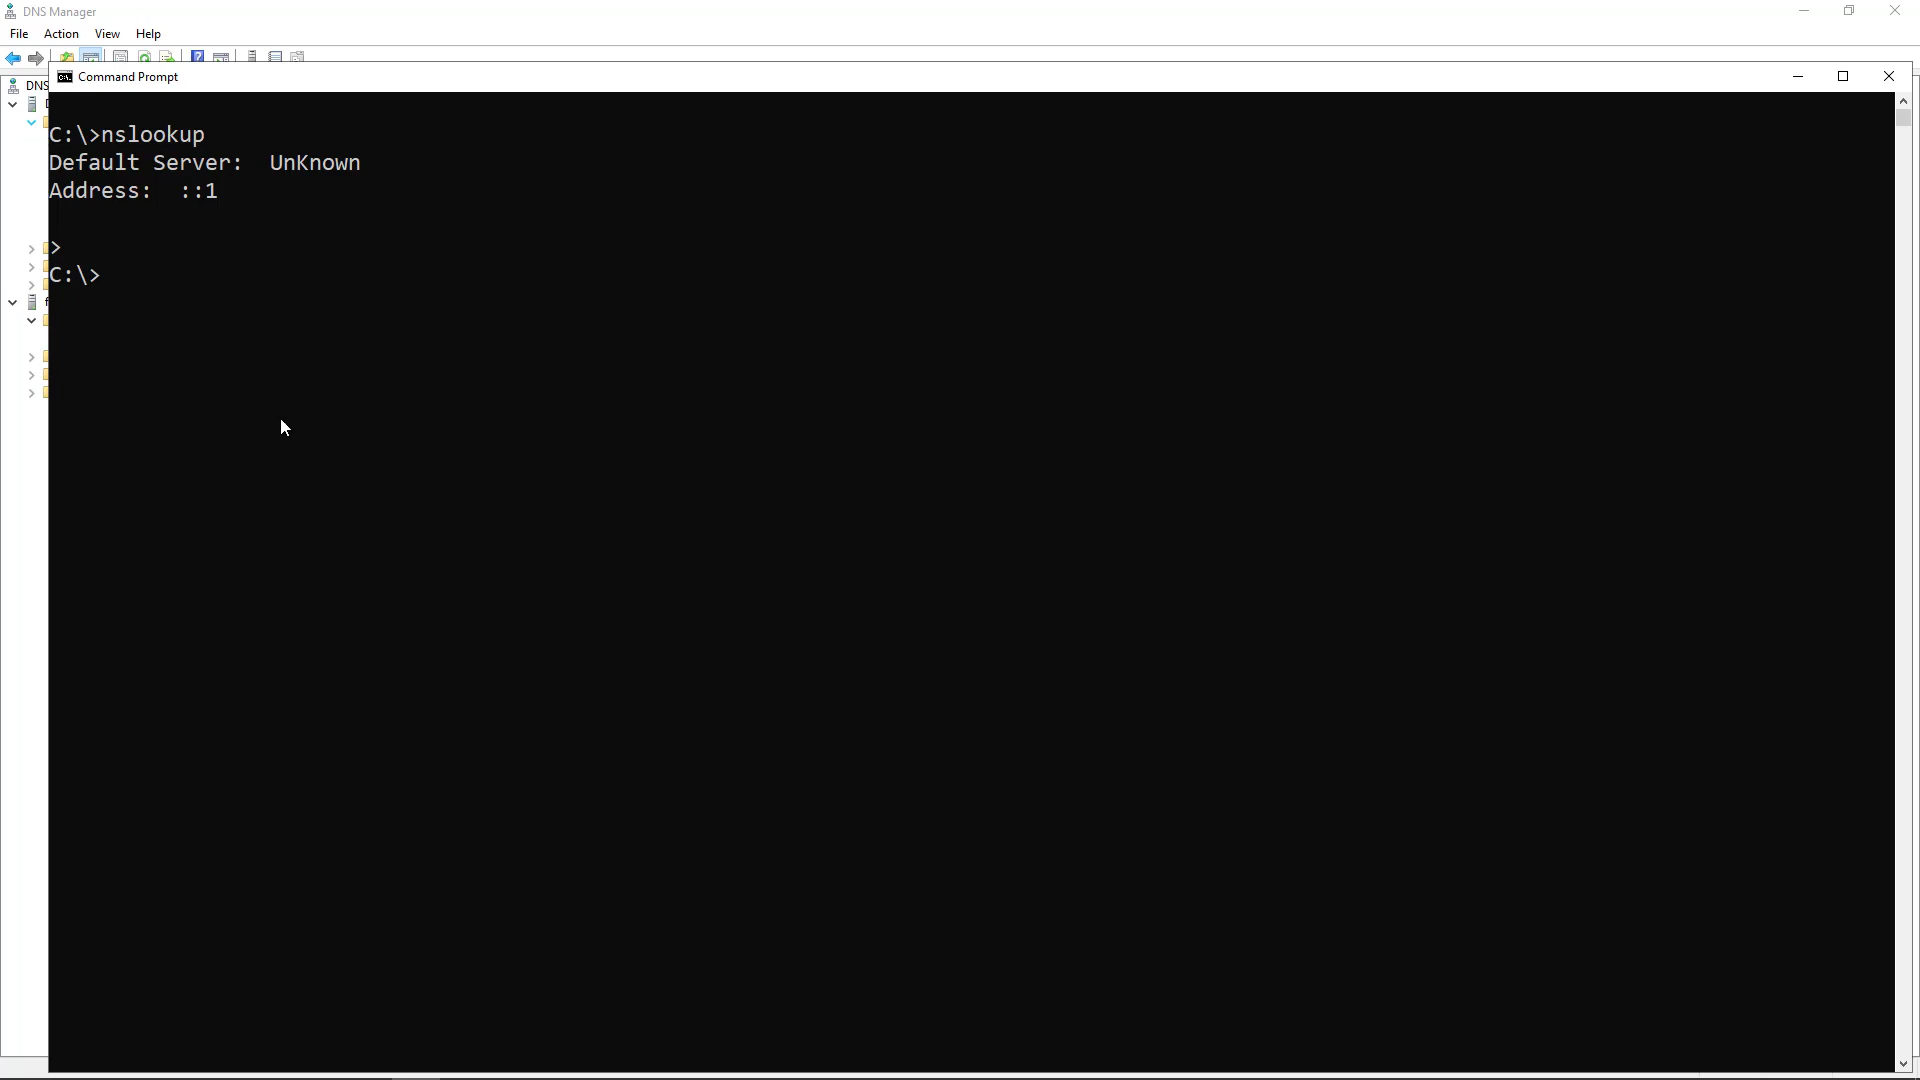 DNS Manager
File Action View Help
Command Prompt
DNS
C:\>nslookup
Default Server:  UnKnown
Address:  ::1
>
C:\>